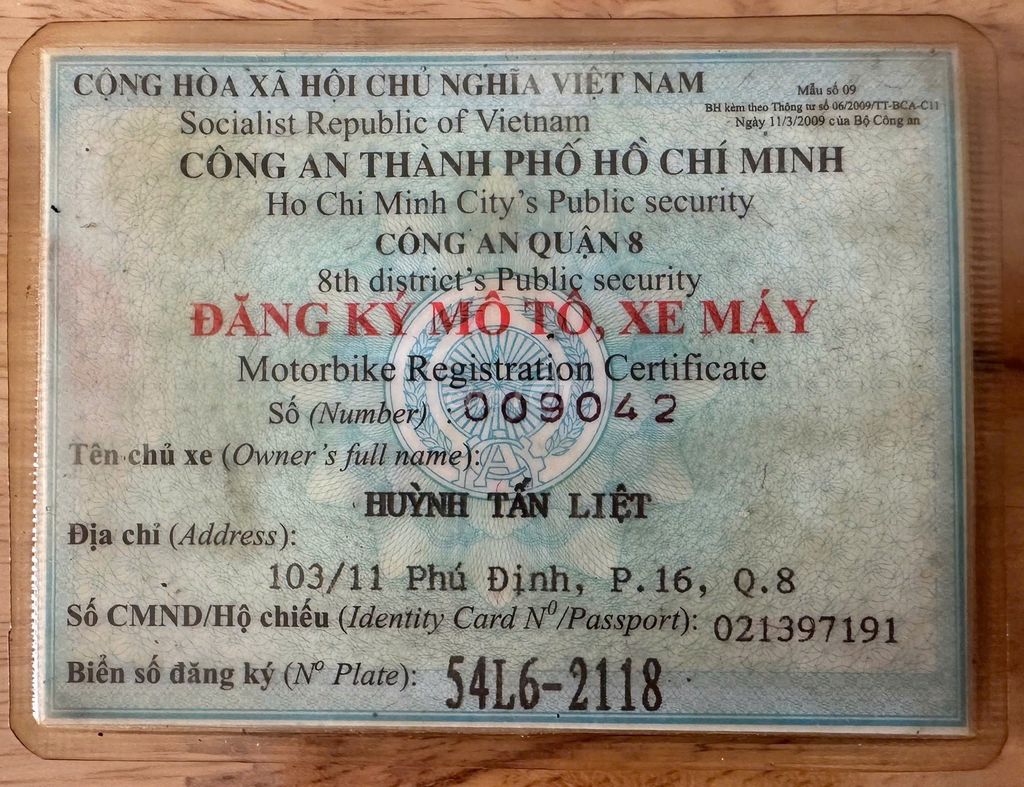 CỘNG HÒA XÃ HỘI CHỦ NGHĨA VIỆT NAM
Mẫu số 09
BH kèm theo Thông tư số 06/2009/TT-BCA-C11
Ngày 11/3/2009 của Bộ Công an
Socialist Republic of Vietnam
CÔNG AN THÀNH PHỐ HỒ CHÍ MINH
Ho Chi Minh City's Public security
CÔNG AN QUẬN 8
8th district's Public security
ĐĂNG KÝ MÔ TÔ, XE MÁY
Motorbike Registration Certificate
Số (Number) : 009042
Tên chủ xe (Owner's full name):
HUỲNH TẤN LIỆT
Địa chỉ (Address):
103/11 Phú Định, P.16, Q.8
Số CMND/Hộ chiếu (Identity Card N⁰/Passport): 021397191
Biển số đăng ký (Nº Plate): 54L6-2118